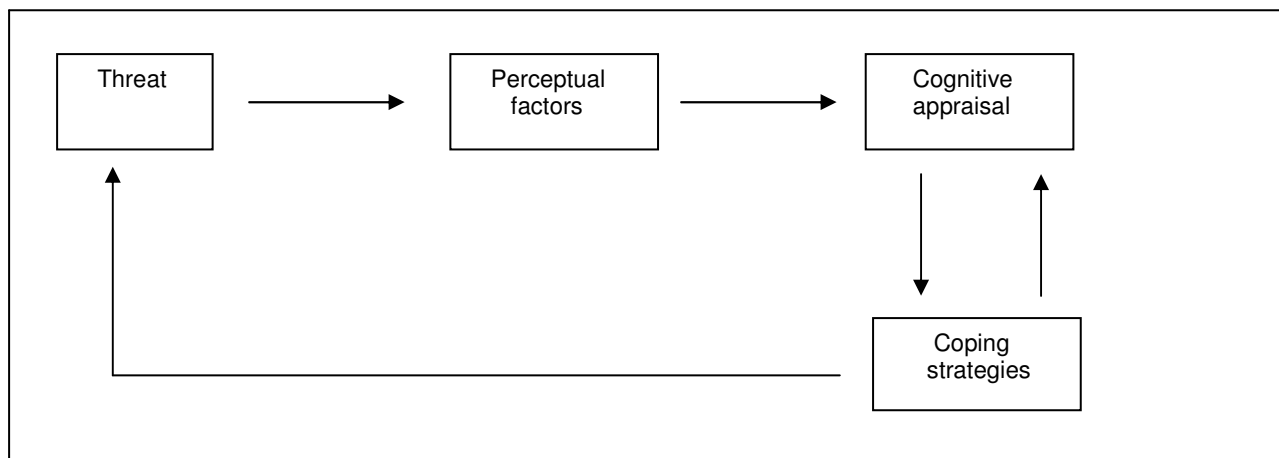 Threat
Perceptual
factors
Cognitive
appraisal
Coping
strategies